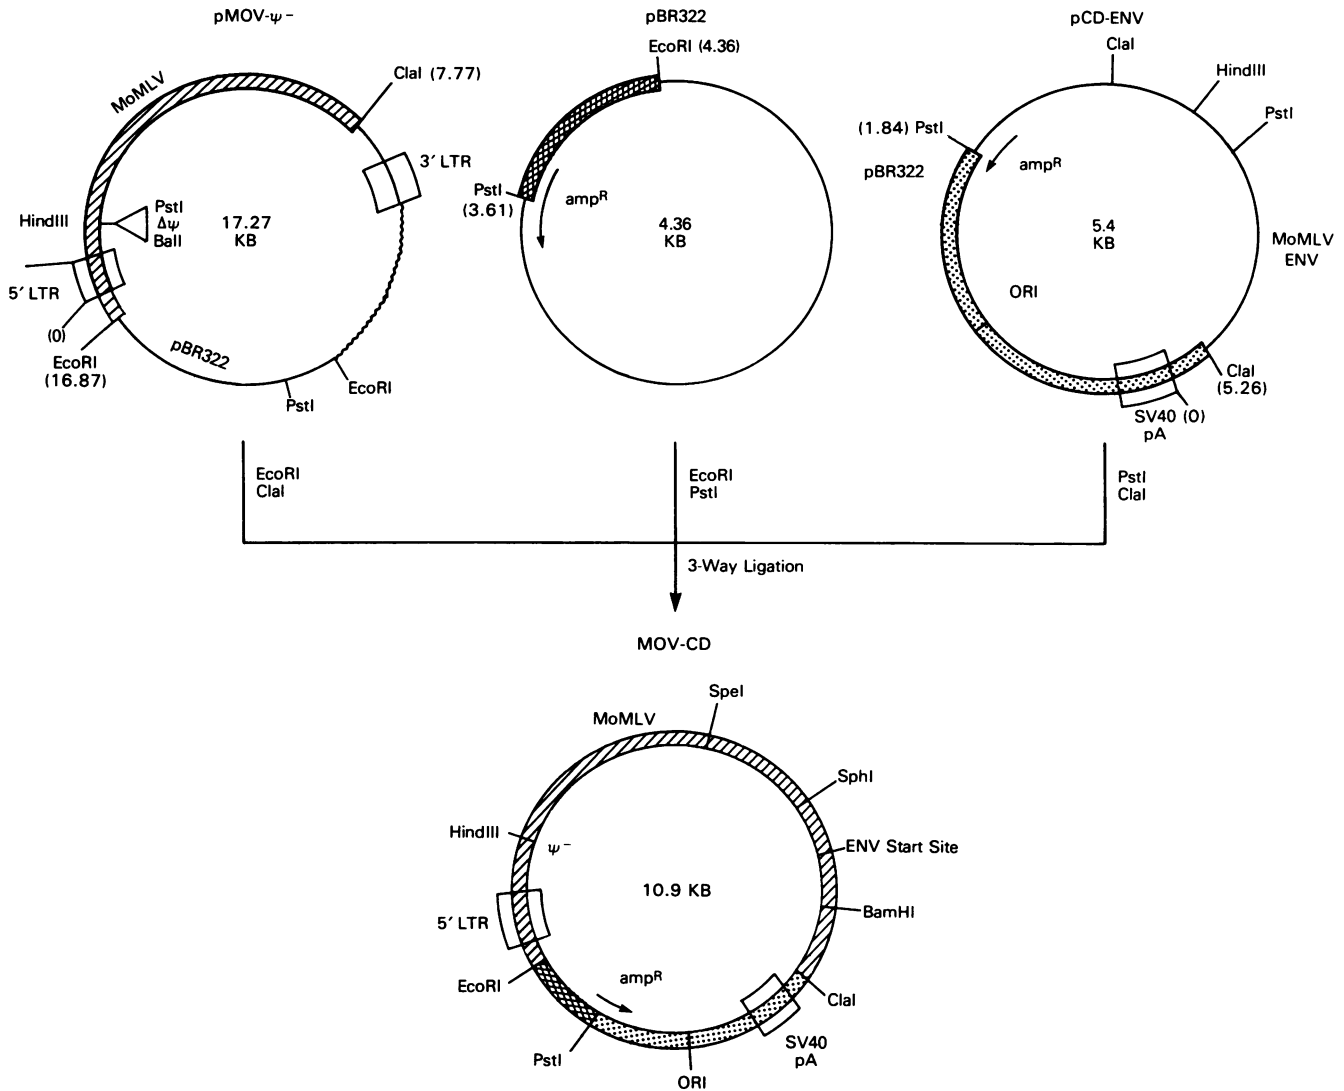 pMOV-ψ⁻
MoMLV
ClaI (7.77)
3′ LTR
HindIII
PstI
Δψ
BalI
17.27
KB
5′ LTR
(0)
EcoRI
(16.87)
pBR322
PstI
EcoRI
pBR322
EcoRI (4.36)
PstI
(3.61)
ampᴿ
4.36
KB
pCD-ENV
ClaI
HindIII
PstI
(1.84) PstI
pBR322
ampᴿ
5.4
KB
MoMLV
ENV
ORI
ClaI
(5.26)
SV40 (0)
pA
EcoRI
ClaI
EcoRI
PstI
PstI
ClaI
3-Way Ligation
MOV-CD
SpeI
MoMLV
SphI
HindIII
ψ⁻
ENV Start Site
10.9 KB
BamHI
5′ LTR
EcoRI
ampᴿ
ClaI
PstI
SV40
pA
ORI